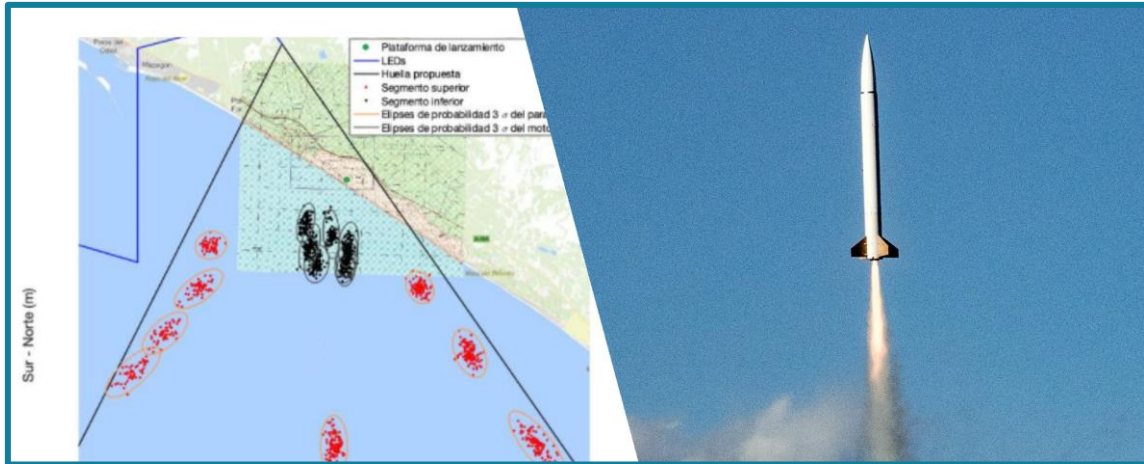 Plataforma de lanzamiento
LEDs
Huella propuesta
Segmento superior
Segmento inferior
Elipses de probabilidad 3 σ del para
Elipses de probabilidad 3 σ del moto
Mazagón
Sur - Norte (m)